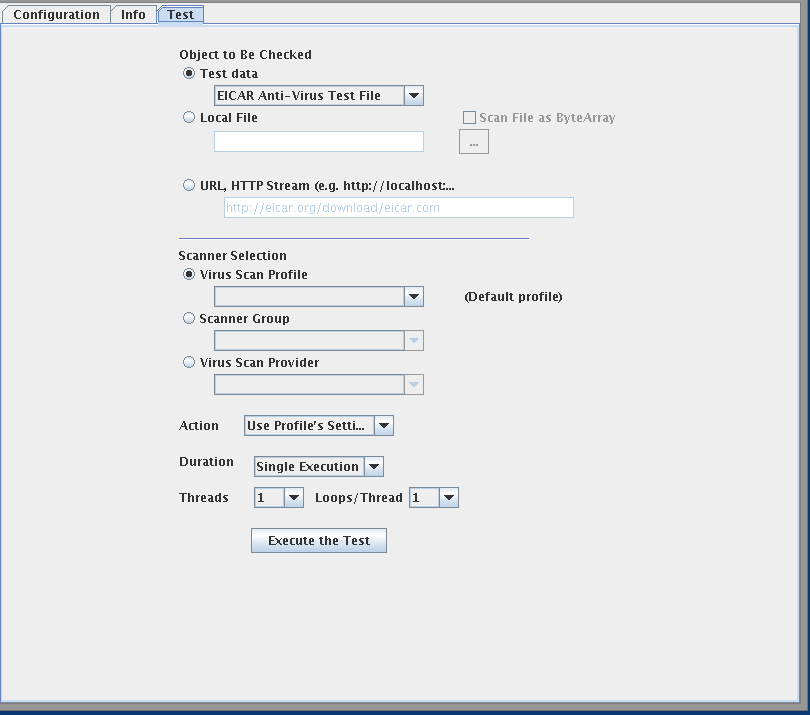 Configuration Info Test
Object to Be Checked
Test data
EICAR Anti-Virus Test File
Local File
Scan File as ByteArray
...
URL, HTTP Stream (e.g. http://localhost:...
http://eicar.org/download/eicar.com
Scanner Selection
Virus Scan Profile
(Default profile)
Scanner Group
Virus Scan Provider
Action Use Profile's Setti...
Duration Single Execution
Threads 1 Loops/Thread 1
Execute the Test